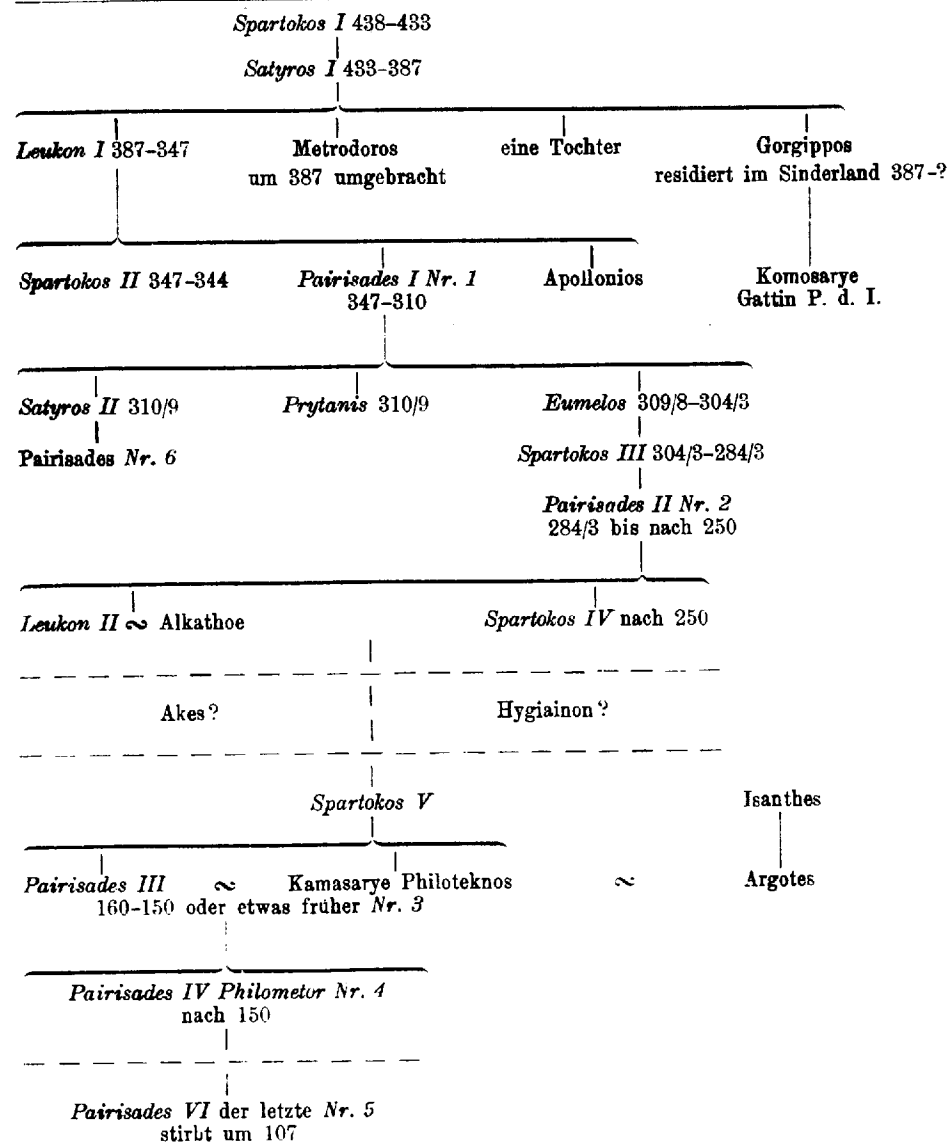 Spartokos I 438–433
Satyros I 433–387
Leukon I 387–347 Metrodoros eine Tochter Gorgippos
um 387 umgebracht residiert im Sinderland 387–?
Spartokos II 347–344 Pairisades I Nr. 1 Apollonios Komosarye
347–310 Gattin P. d. I.
Satyros II 310/9 Prytanis 310/9 Eumelos 309/8–304/3
Pairisades Nr. 6 Spartokos III 304/3–284/3
Pairisades II Nr. 2
284/3 bis nach 250
Leukon II ∾ Alkathoe Spartokos IV nach 250
Akes? Hygiainon?
Spartokos V Isanthes
Pairisades III ∾ Kamasarye Philoteknos ∾ Argotes
160–150 oder etwas früher Nr. 3
Pairisades IV Philometor Nr. 4
nach 150
Pairisades VI der letzte Nr. 5
stirbt um 107